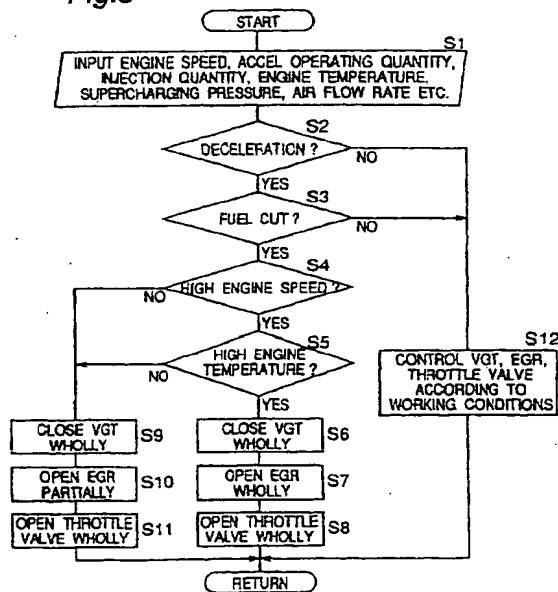 START
S1
INPUT ENGINE SPEED, ACCEL OPERATING QUANTITY,
INJECTION QUANTITY, ENGINE TEMPERATURE,
SUPERCHARGING PRESSURE, AIR FLOW RATE ETC.
S2
DECELERATION ?
NO
YES
S3
FUEL CUT ?
NO
YES
S4
HIGH ENGINE SPEED ?
NO
YES
S5
HIGH ENGINE
TEMPERATURE ?
NO
YES
S12
CONTROL VGT, EGR,
THROTTLE VALVE
ACCORDING TO
WORKING CONDITIONS
CLOSE VGT
WHOLLY
S9
CLOSE VGT
WHOLLY
S6
OPEN EGR
PARTIALLY
S10
OPEN EGR
WHOLLY
S7
OPEN THROTTLE
VALVE WHOLLY
S11
OPEN THROTTLE
VALVE WHOLLY
S8
RETURN